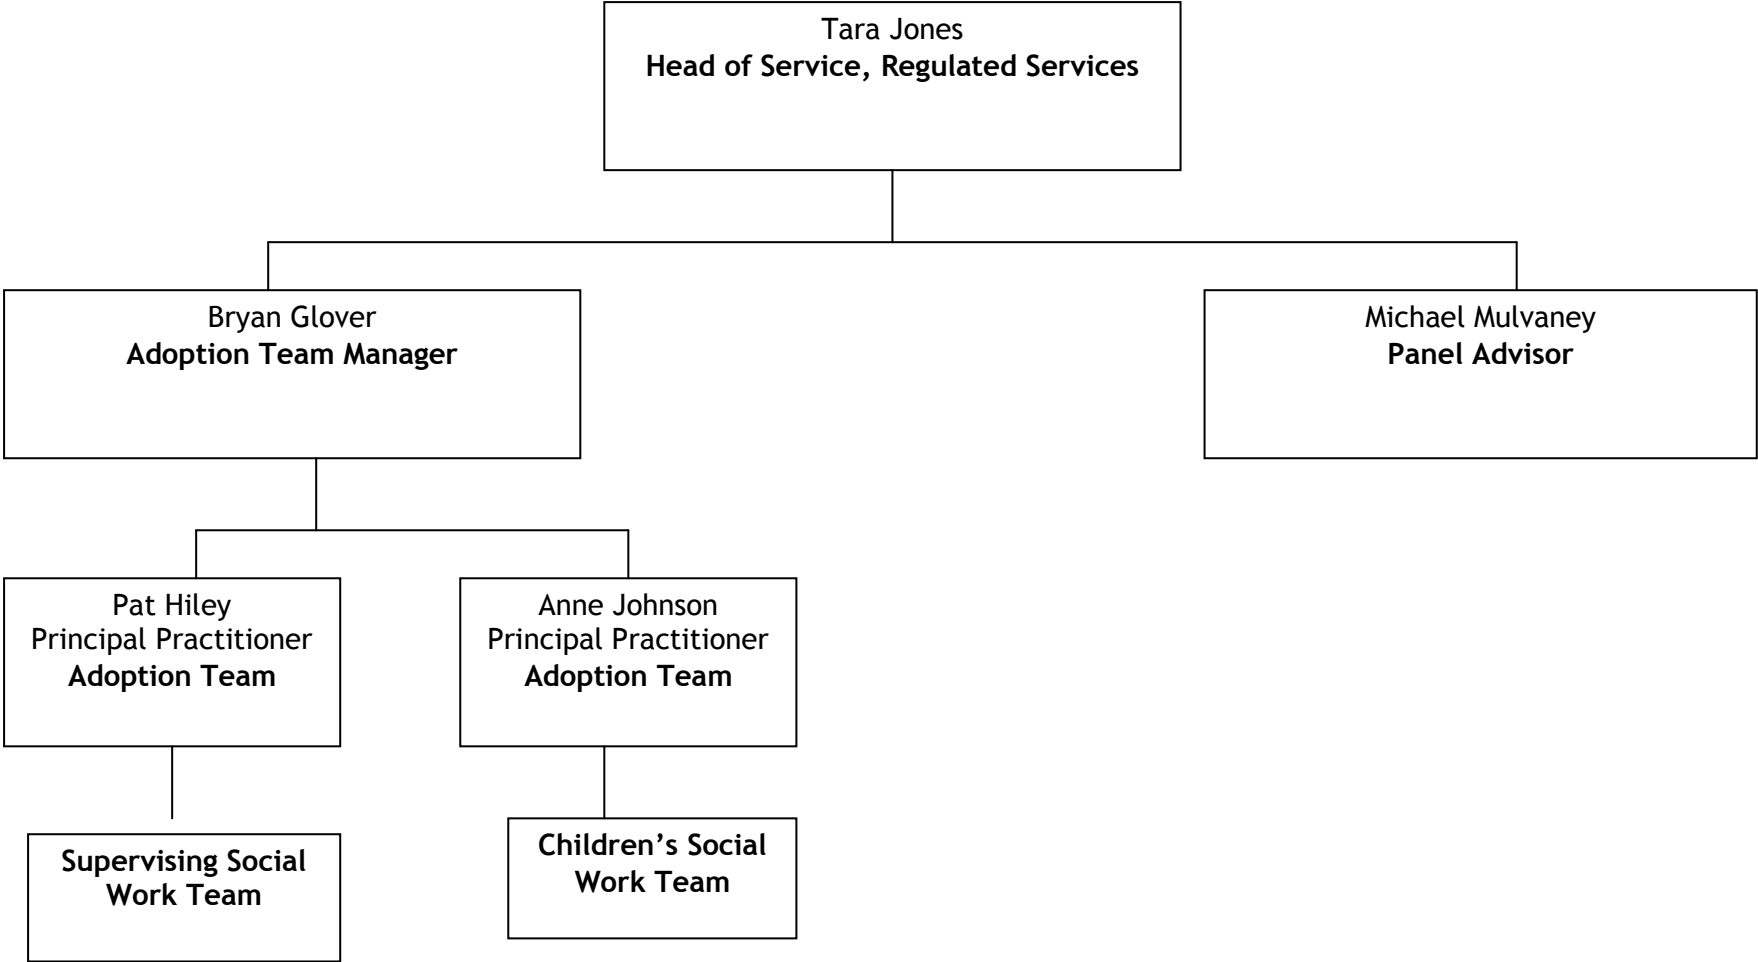 Tara Jones
Head of Service, Regulated Services
Bryan Glover
Adoption Team Manager
Michael Mulvaney
Panel Advisor
Pat Hiley
Principal Practitioner
Adoption Team
Anne Johnson
Principal Practitioner
Adoption Team
Supervising Social
Work Team
Children’s Social
Work Team